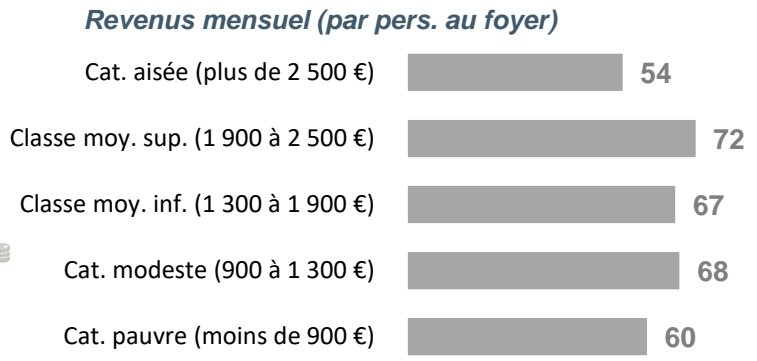 Revenus mensuel (par pers. au foyer)
Cat. aisée (plus de 2 500 €) 54
Classe moy. sup. (1 900 à 2 500 €) 72
Classe moy. inf. (1 300 à 1 900 €) 67
Cat. modeste (900 à 1 300 €) 68
Cat. pauvre (moins de 900 €) 60